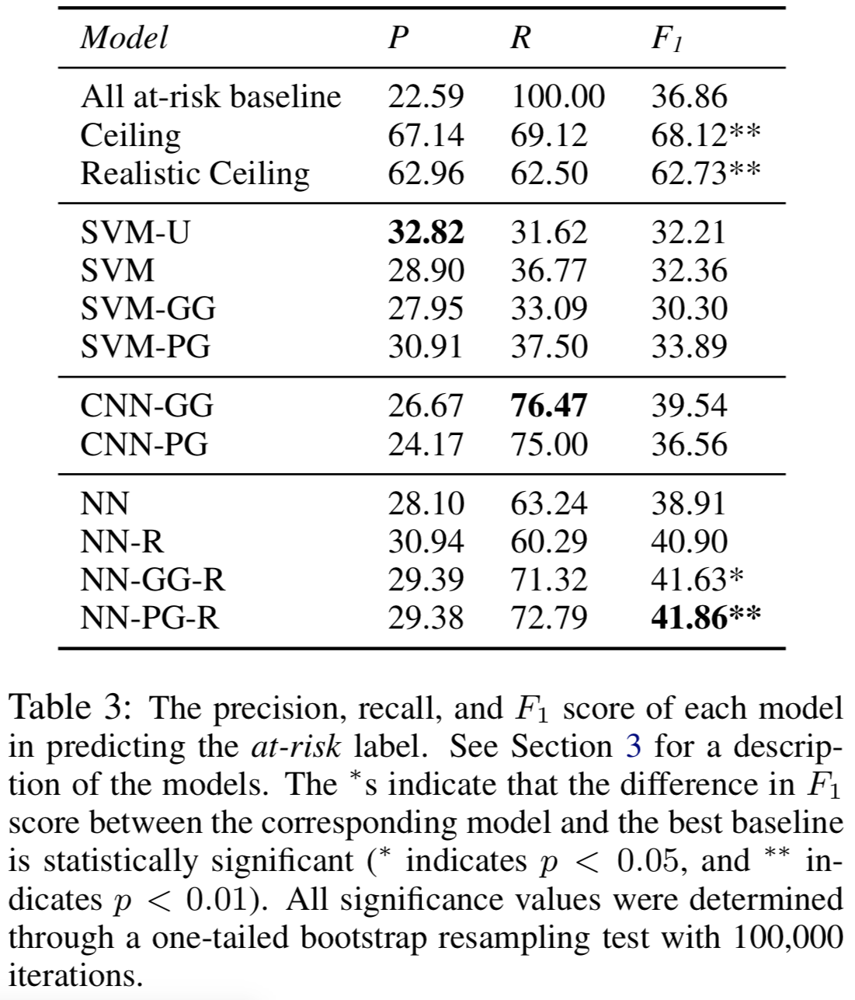 Model P R F1
All at-risk baseline 22.59 100.00 36.86
Ceiling 67.14 69.12 68.12**
Realistic Ceiling 62.96 62.50 62.73**
SVM-U 32.82 31.62 32.21
SVM 28.90 36.77 32.36
SVM-GG 27.95 33.09 30.30
SVM-PG 30.91 37.50 33.89
CNN-GG 26.67 76.47 39.54
CNN-PG 24.17 75.00 36.56
NN 28.10 63.24 38.91
NN-R 30.94 60.29 40.90
NN-GG-R 29.39 71.32 41.63*
NN-PG-R 29.38 72.79 41.86**
Table 3: The precision, recall, and F1 score of each model
in predicting the at-risk label. See Section 3 for a descrip-
tion of the models. The *s indicate that the difference in F1
score between the corresponding model and the best baseline
is statistically significant (* indicates p < 0.05, and ** in-
dicates p < 0.01). All significance values were determined
through a one-tailed bootstrap resampling test with 100,000
iterations.